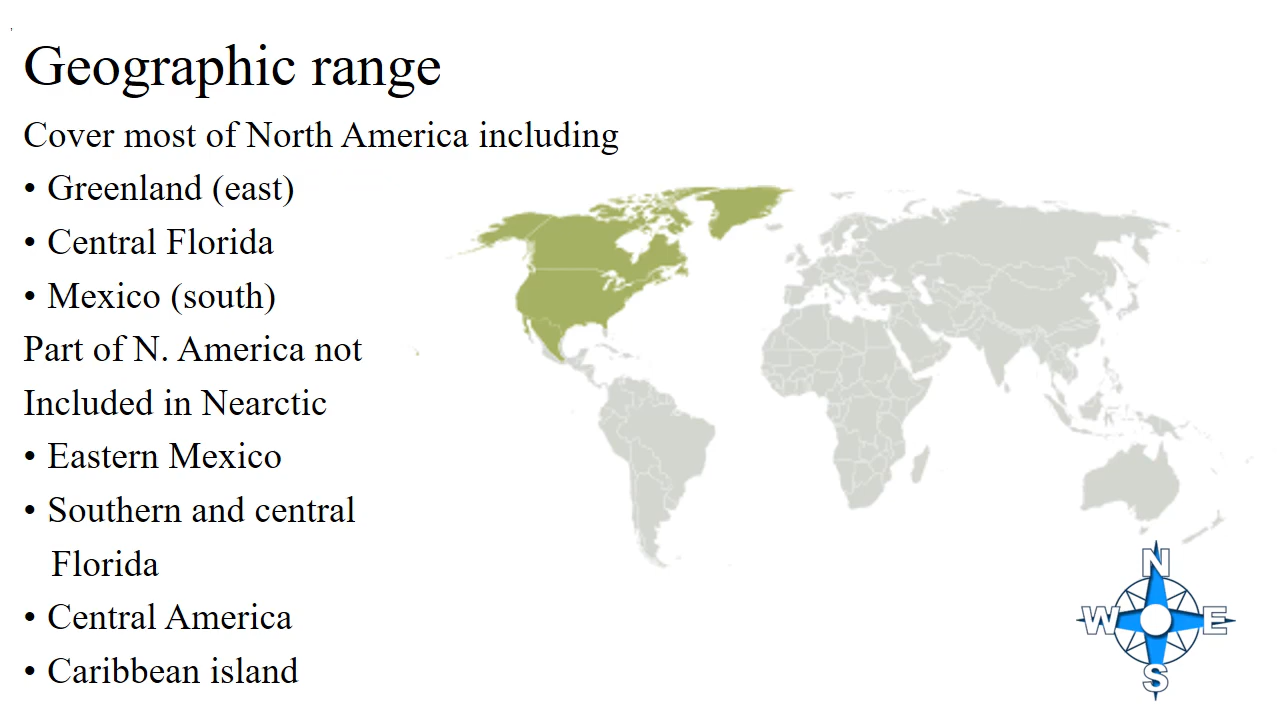 ,
Geographic range
Cover most of North America including
• Greenland (east)
• Central Florida
• Mexico (south)
Part of N. America not
Included in Nearctic
• Eastern Mexico
• Southern and central
Florida
• Central America
• Caribbean island
N
W E
S